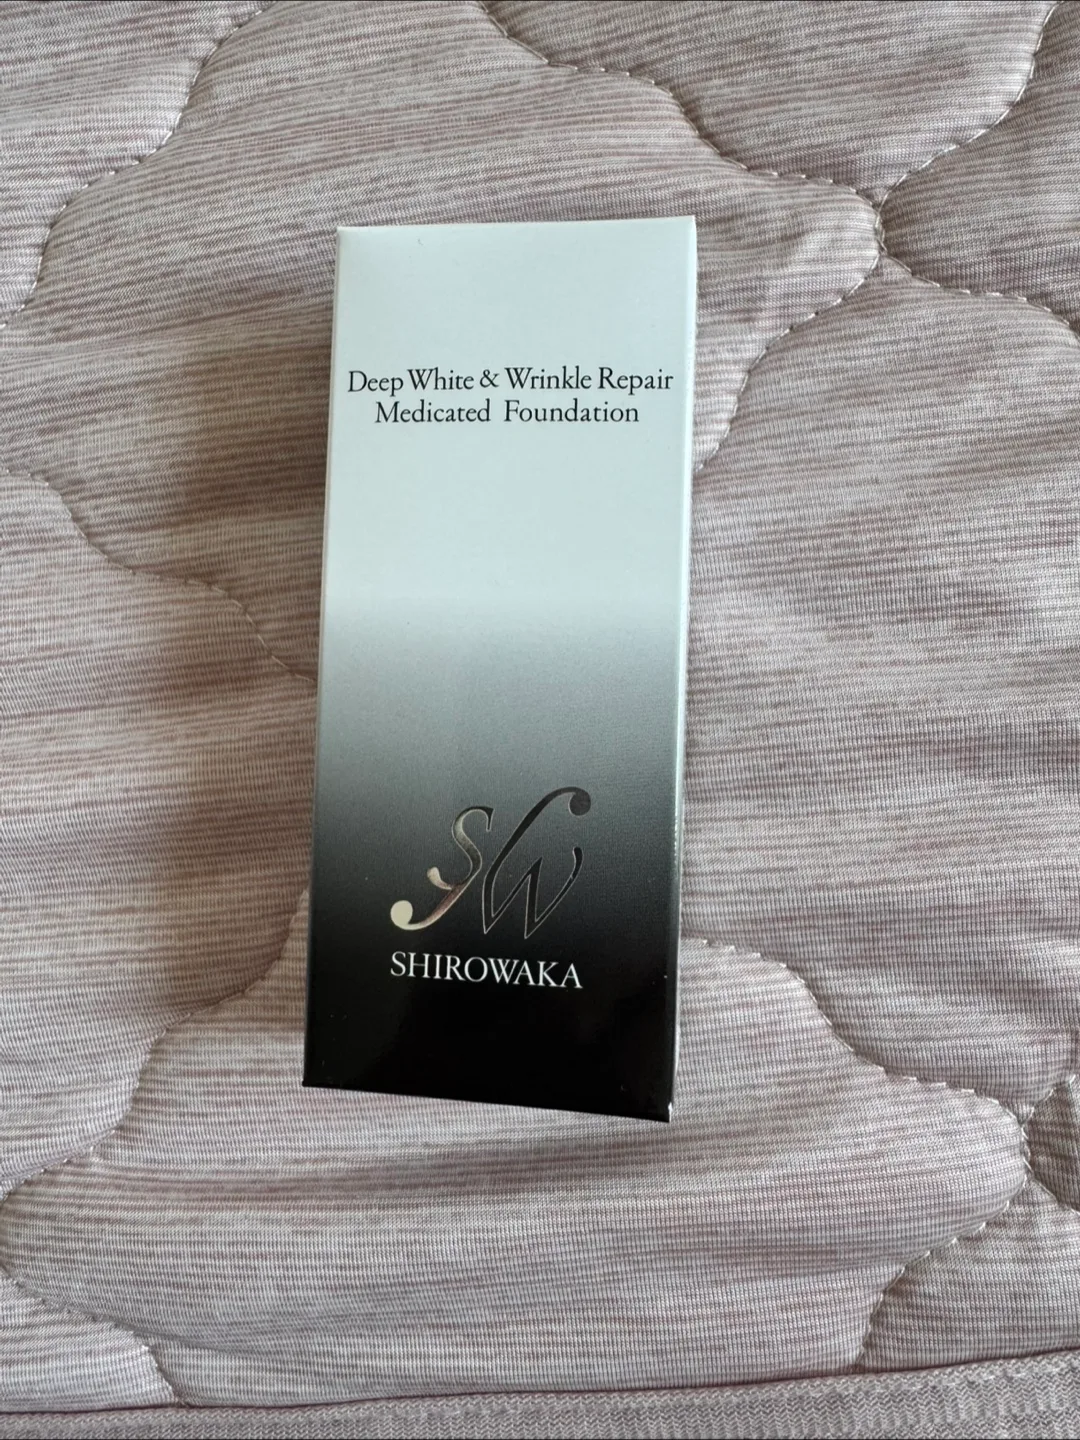 Deep White & Wrinkle Repair
Medicated Foundation
SW
SHIROWAKA